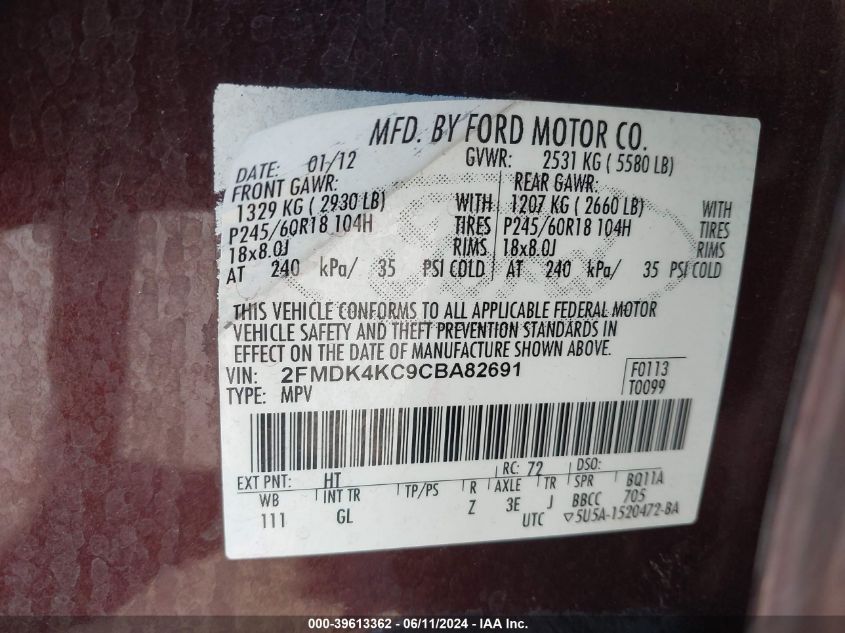 MFD. BY FORD MOTOR CO.
DATE: 01/12 GVWR: 2531 KG ( 5580 LB)
FRONT GAWR: REAR GAWR:
1329 KG ( 2930 LB) WITH 1207 KG ( 2660 LB) WITH
P245/60R18 104H TIRES P245/60R18 104H TIRES
18x8.0J RIMS 18x8.0J RIMS
AT 240 kPa/ 35 PSI COLD AT 240 kPa/ 35 PSI COLD
THIS VEHICLE CONFORMS TO ALL APPLICABLE FEDERAL MOTOR
VEHICLE SAFETY AND THEFT PREVENTION STANDARDS IN
EFFECT ON THE DATE OF MANUFACTURE SHOWN ABOVE.
VIN: 2FMDK4KC9CBA82691 F0113
TYPE: MPV T0099
EXT PNT: HT RC: 72 DSO:
WB INT TR TP/PS R AXLE TR SPR BQ11A
111 GL Z 3E J BBCC 705
UTC ▽5U5A-1520472-BA
000-39613362 - 06/11/2024 - IAA Inc.